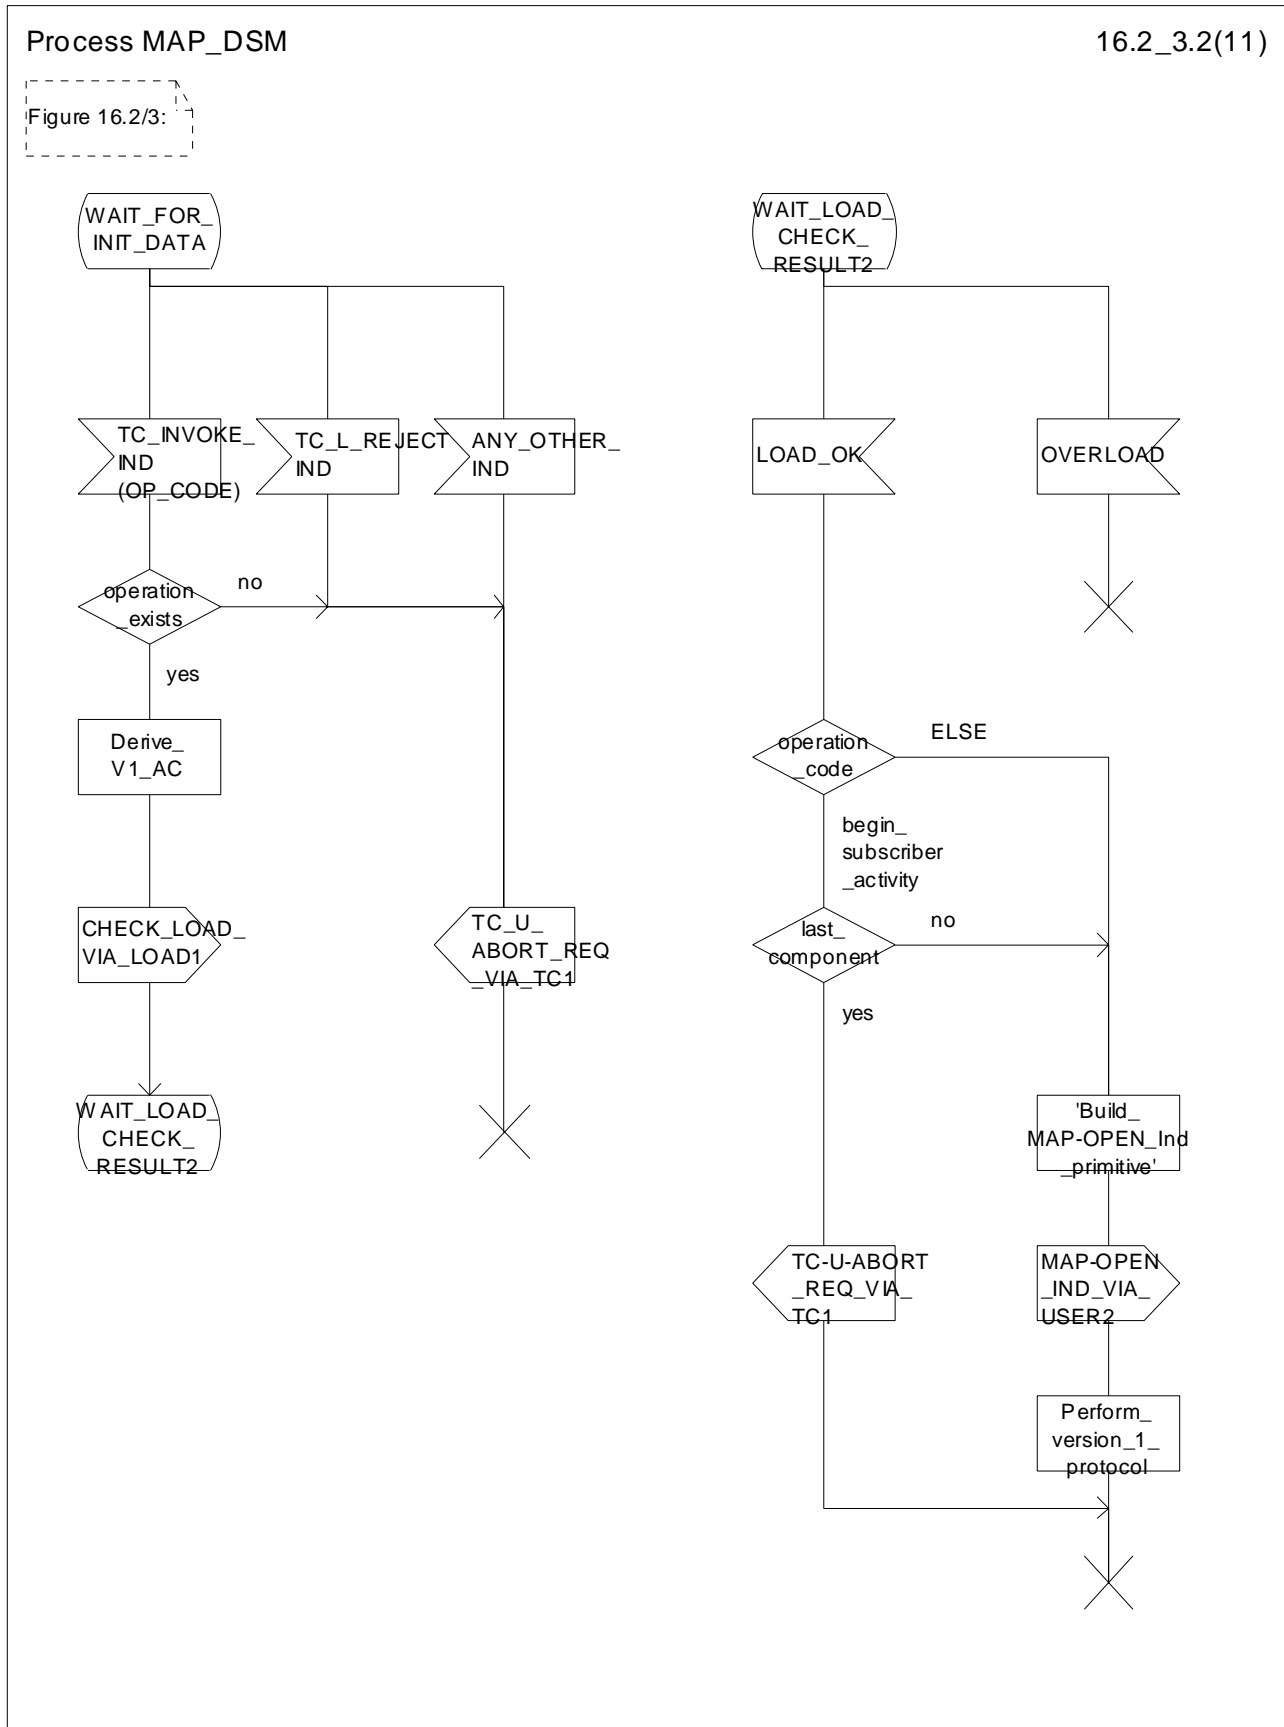 Process MAP_DSM
16.2_3.2(11)
Figure 16.2/3:
WAIT_FOR_
INIT_DATA
TC_INVOKE_
IND
(OP_CODE)
TC_L_REJECT
IND
ANY_OTHER_
IND
operation
_exists
no
yes
Derive_
V1_AC
CHECK_LOAD_
VIA_LOAD1
TC_U_
ABORT_REQ
_VIA_TC1
WAIT_LOAD_
CHECK_
RESULT2
WAIT_LOAD_
CHECK_
RESULT2
LOAD_OK
OVERLOAD
operation
_code
ELSE
begin_
subscriber
_activity
last_
component
no
yes
'Build_
MAP-OPEN_Ind
_primitive'
TC-U-ABORT
_REQ_VIA_
TC1
MAP-OPEN
_IND_VIA_
USER2
Perform_
version_1_
protocol